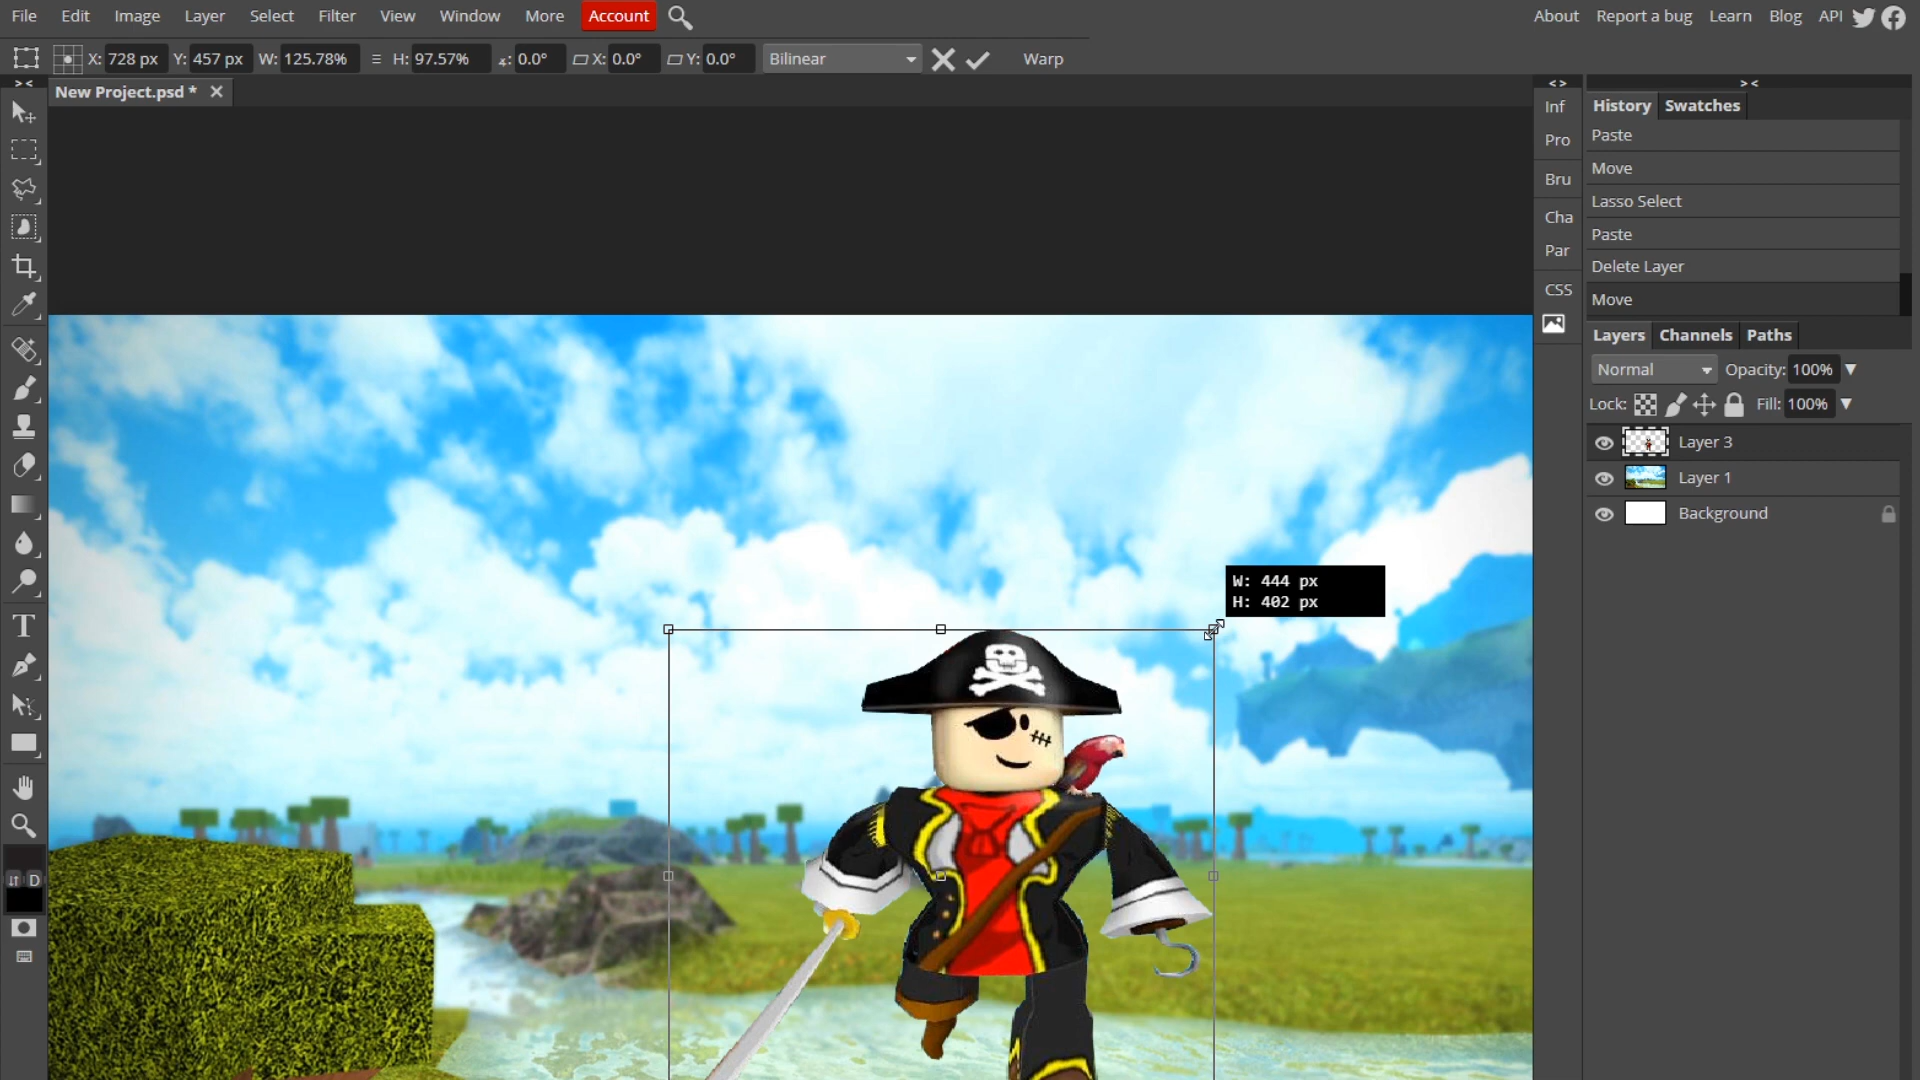 File Edit Image Layer Select Filter View Window More Account About Report a bug Learn Blog API
X: 728 px Y: 457 px W: 125.78% H: 97.57% 0.0° X: 0.0° Y: 0.0° Bilinear Warp
> < < > > <
New Project.psd *
Inf
Pro
Bru
Cha
Par
CSS
History Swatches
Paste
Move
Lasso Select
Paste
Delete Layer
Move
Layers Channels Paths
Normal Opacity: 100%
Lock: Fill: 100%
Layer 3
Layer 1
Background
W: 444 px
H: 402 px
T
D